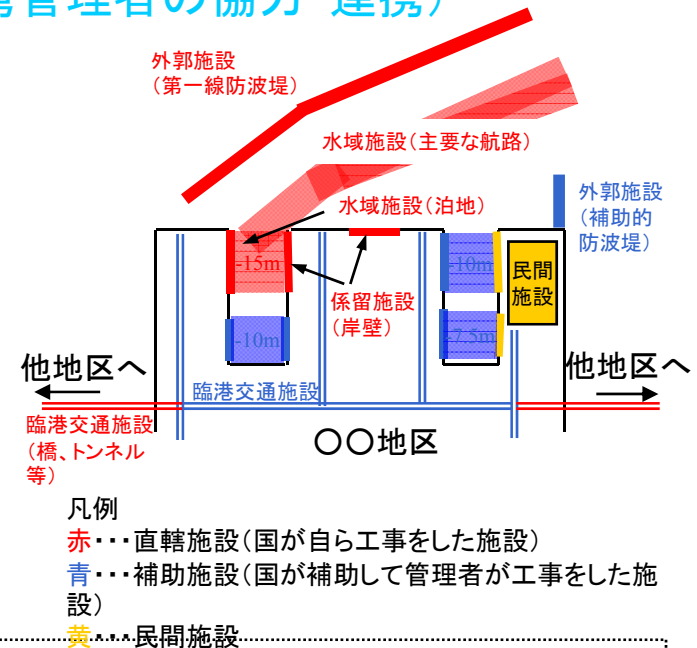 湾管理者の協力・連携）
外郭施設
（第一線防波堤）
水域施設（主要な航路）
水域施設（泊地）
外郭施設
（補助的
防波堤）
-15m
-10m
民間
施設
係留施設
（岸壁）
-10m
-7.5m
他地区へ
他地区へ
臨港交通施設
臨港交通施設
（橋、トンネル
等）
〇〇地区
凡例
赤・・・直轄施設（国が自ら工事をした施設）
青・・・補助施設（国が補助して管理者が工事をした施
設）
黄・・・民間施設